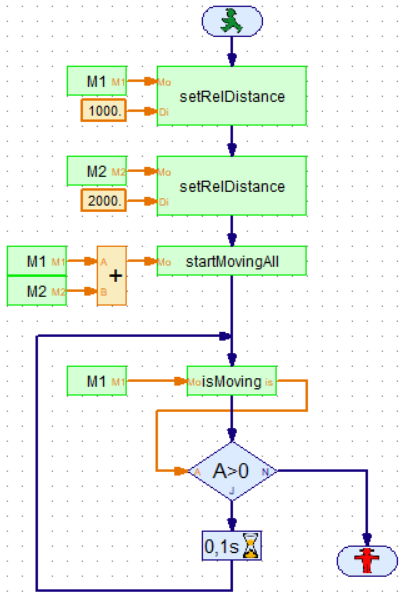 M1 M1 Mo
setRelDistance
1000. Di
M2 M2 Mo
setRelDistance
2000. Di
M1 M1 A + Mo startMovingAll
M2 M2 B
M1 M1 Mo isMoving is
A A>0 N
J
0,1s